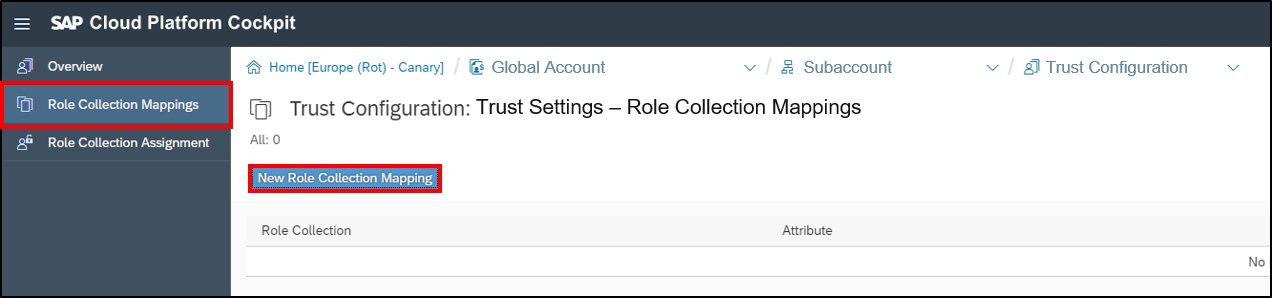 SAP Cloud Platform Cockpit
Overview
Role Collection Mappings
Role Collection Assignment
Home [Europe (Rot) - Canary] / Global Account / Subaccount / Trust Configuration
Trust Configuration: Trust Settings – Role Collection Mappings
All: 0
New Role Collection Mapping
Role Collection Attribute
No